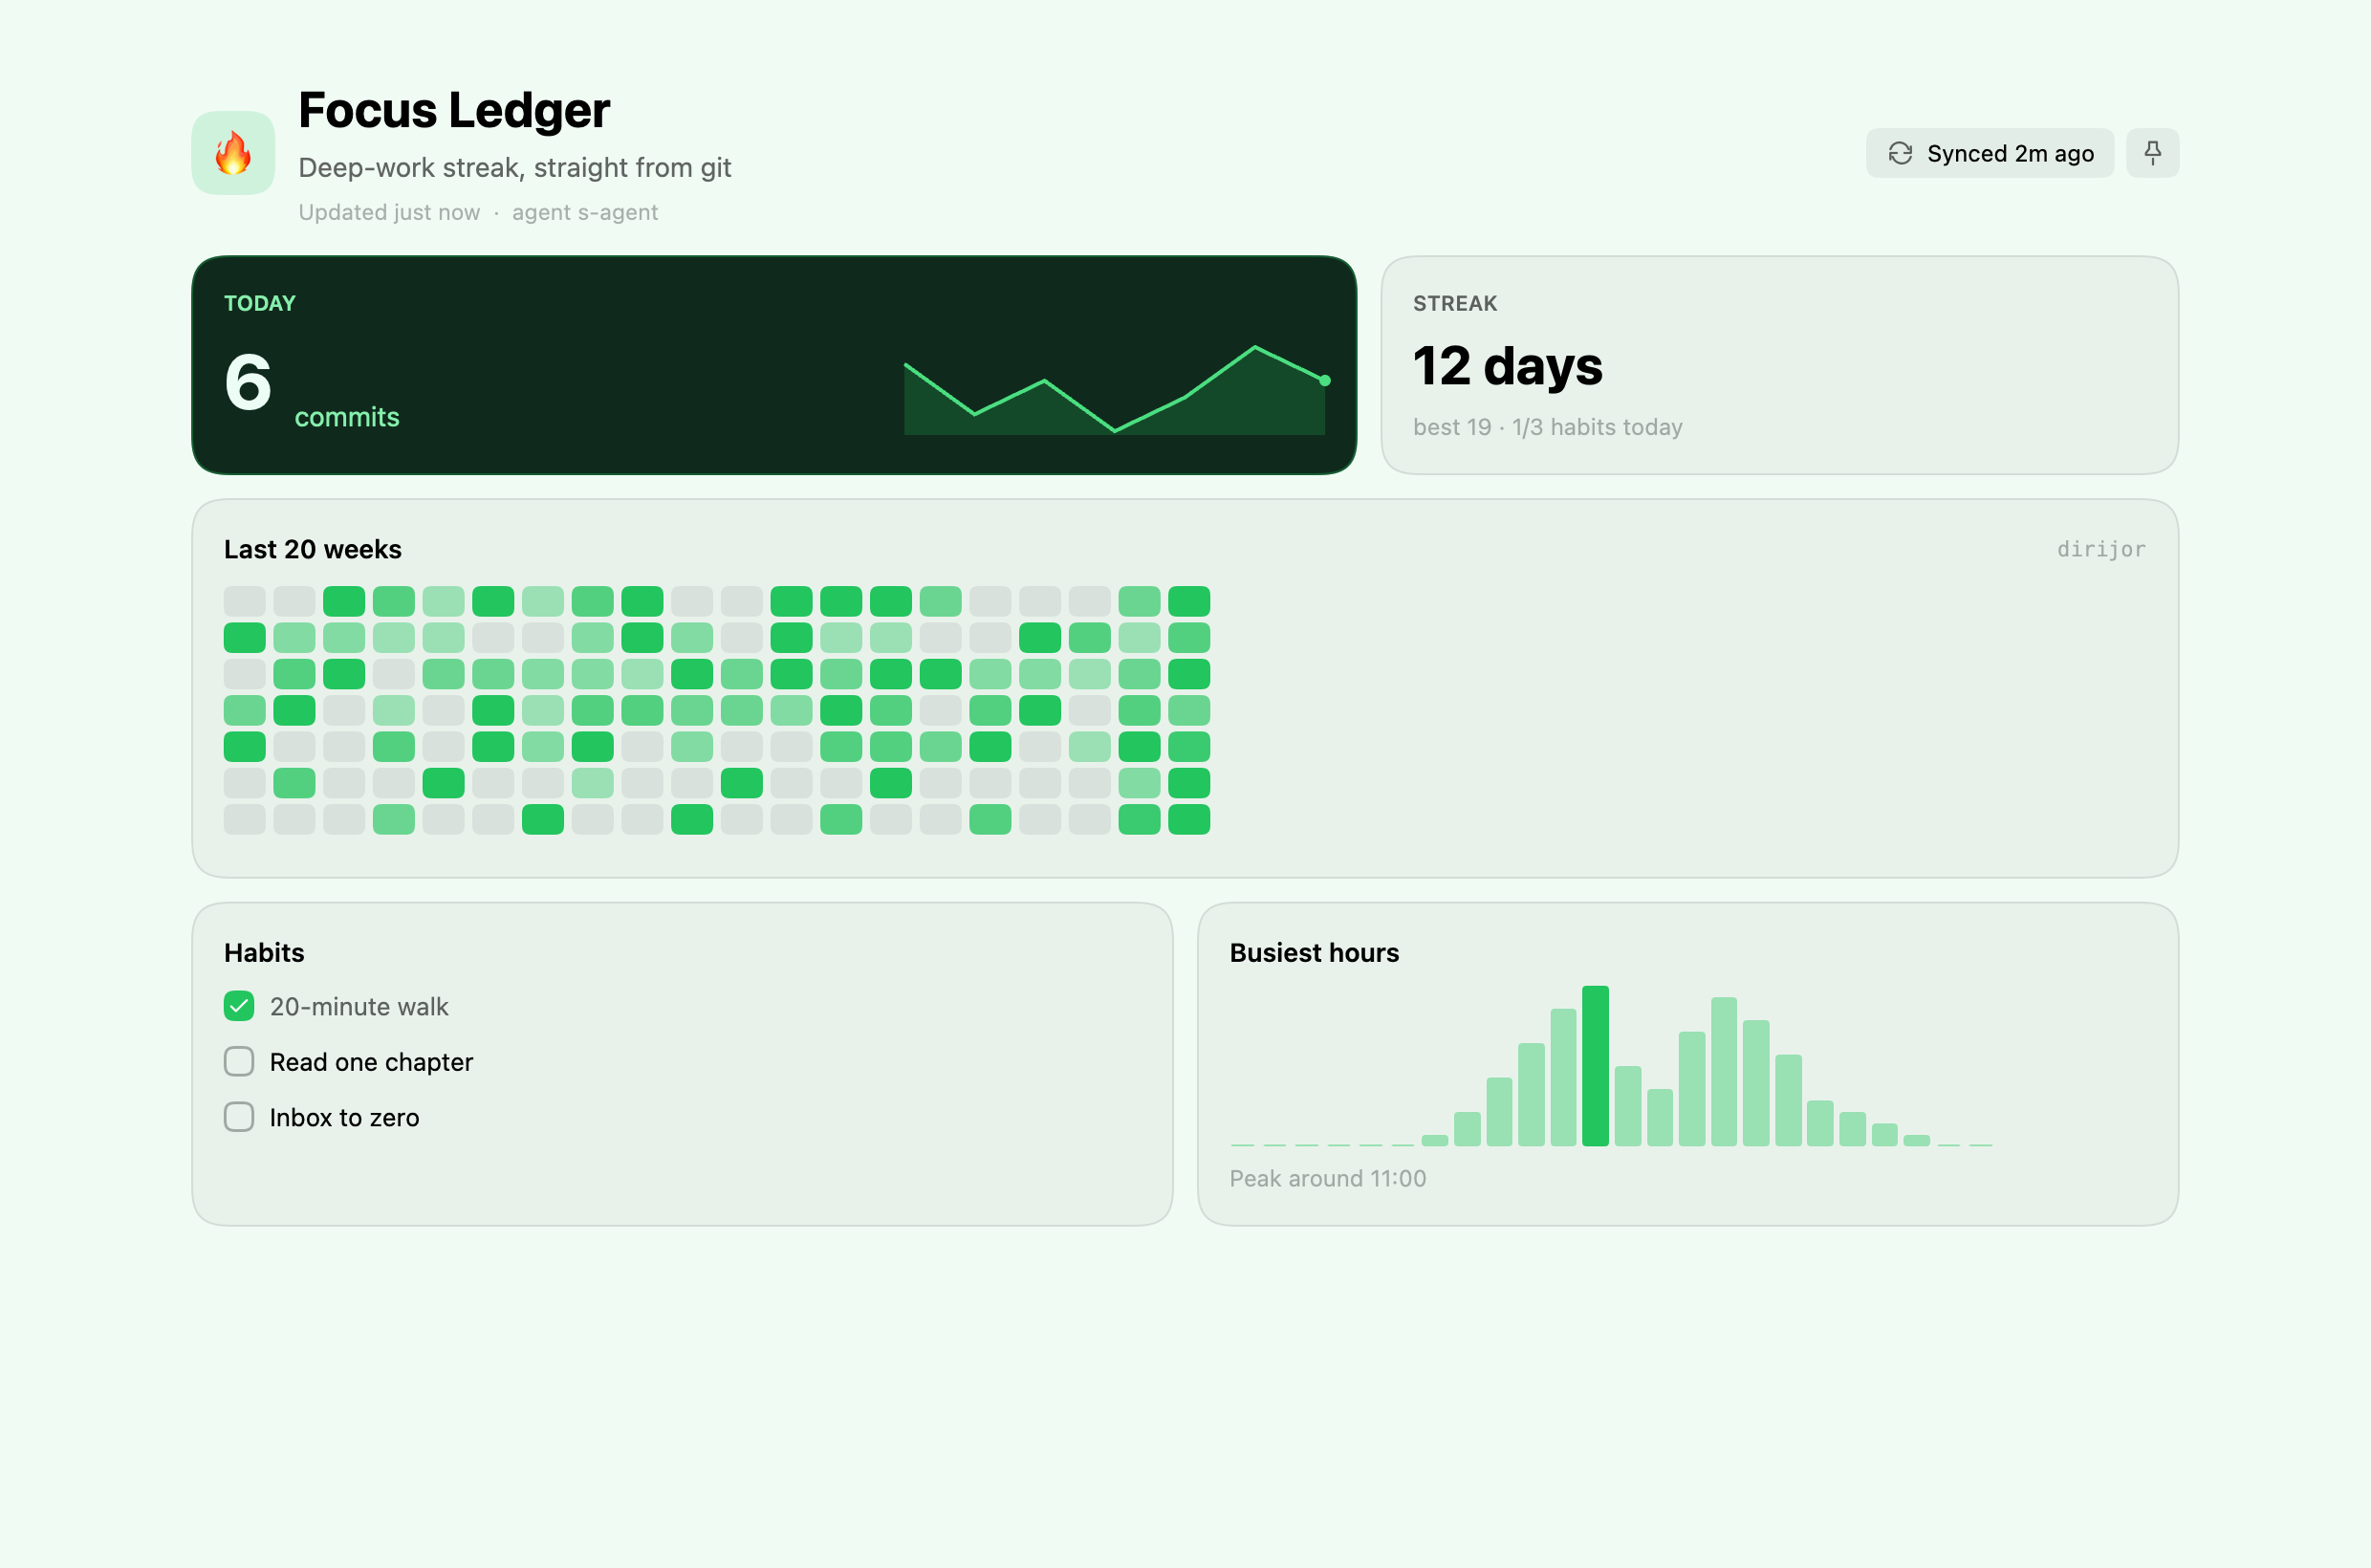 Focus Ledger
Deep-work streak, straight from git
Updated just now · agent s-agent
Synced 2m ago
TODAY
6 commits
STREAK
12 days
best 19 · 1/3 habits today
Last 20 weeks
dirijor
Habits
20-minute walk
Read one chapter
Inbox to zero
Busiest hours
Peak around 11:00